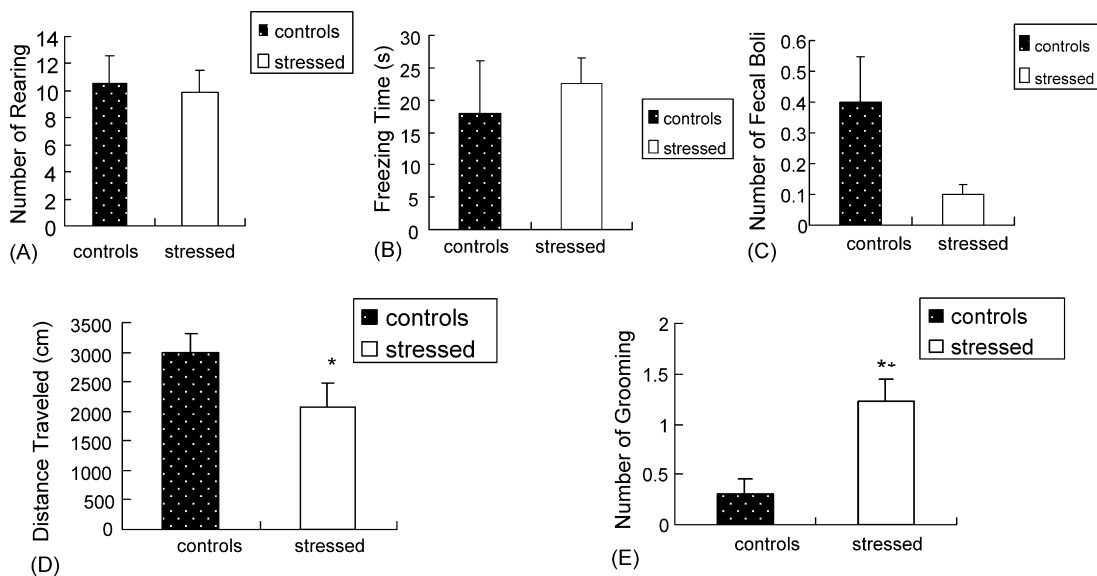 controls
stressed
Number of Rearing
14
12
10
8
6
4
2
0
controls stressed
(A)
controls
stressed
Freezing Time (s)
30
25
20
15
10
5
0
controls stressed
(B)
controls
stressed
Number of Fecal Boli
0.6
0.5
0.4
0.3
0.2
0.1
0
controls stressed
(C)
controls
stressed
Distance Traveled (cm)
3500
3000
2500
2000
1500
1000
500
0
*
controls stressed
(D)
controls
stressed
Number of Grooming
2
1.5
1
0.5
0
**
controls stressed
(E)